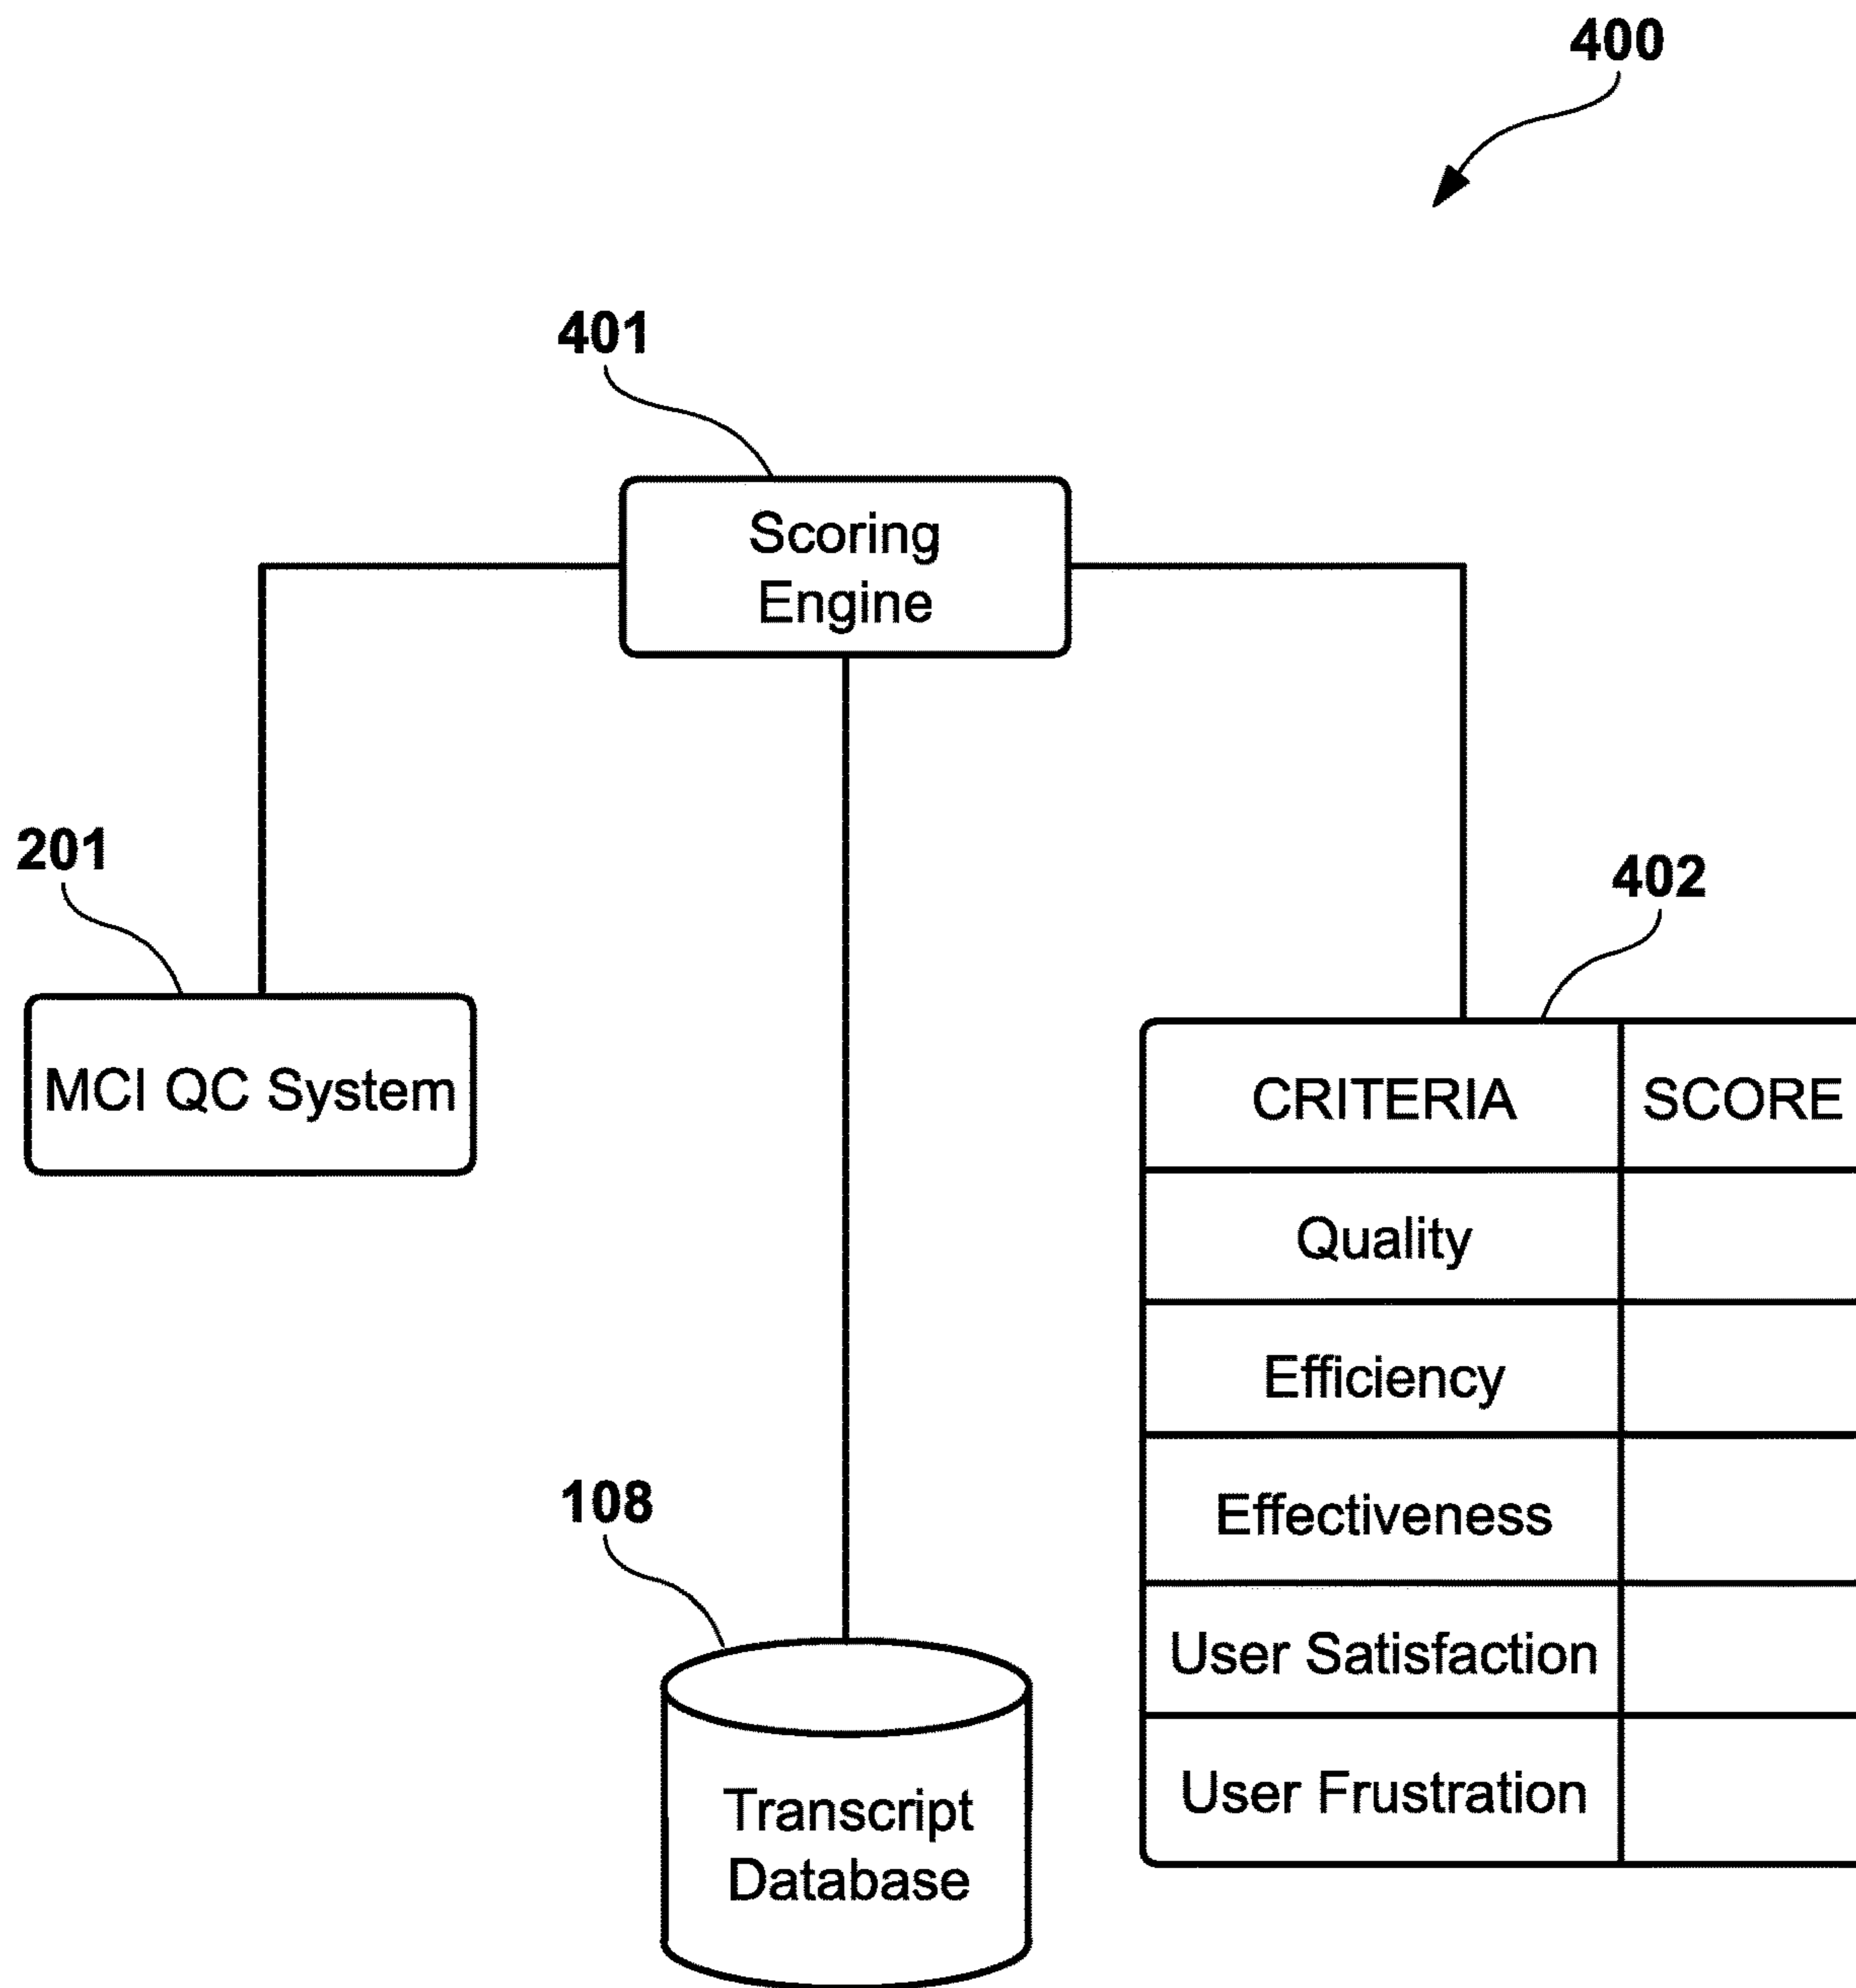 400
401
Scoring
Engine
201
MCI QC System
402
CRITERIA SCORE
Quality
Efficiency
Effectiveness
User Satisfaction
User Frustration
108
Transcript
Database